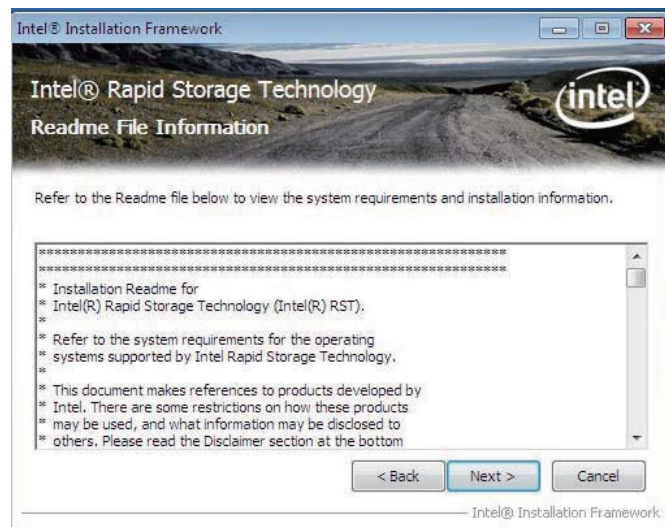 Intel® Installation Framework
Intel® Rapid Storage Technology
intel
Readme File Information
Refer to the Readme file below to view the system requirements and installation information.
************************************************************
************************************************************
* Installation Readme for
* Intel(R) Rapid Storage Technology (Intel(R) RST).
*
* Refer to the system requirements for the operating
* systems supported by Intel Rapid Storage Technology.
*
* This document makes references to products developed by
* Intel. There are some restrictions on how these products
* may be used, and what information may be disclosed to
* others. Please read the Disclaimer section at the bottom
< Back Next > Cancel
Intel® Installation Framework